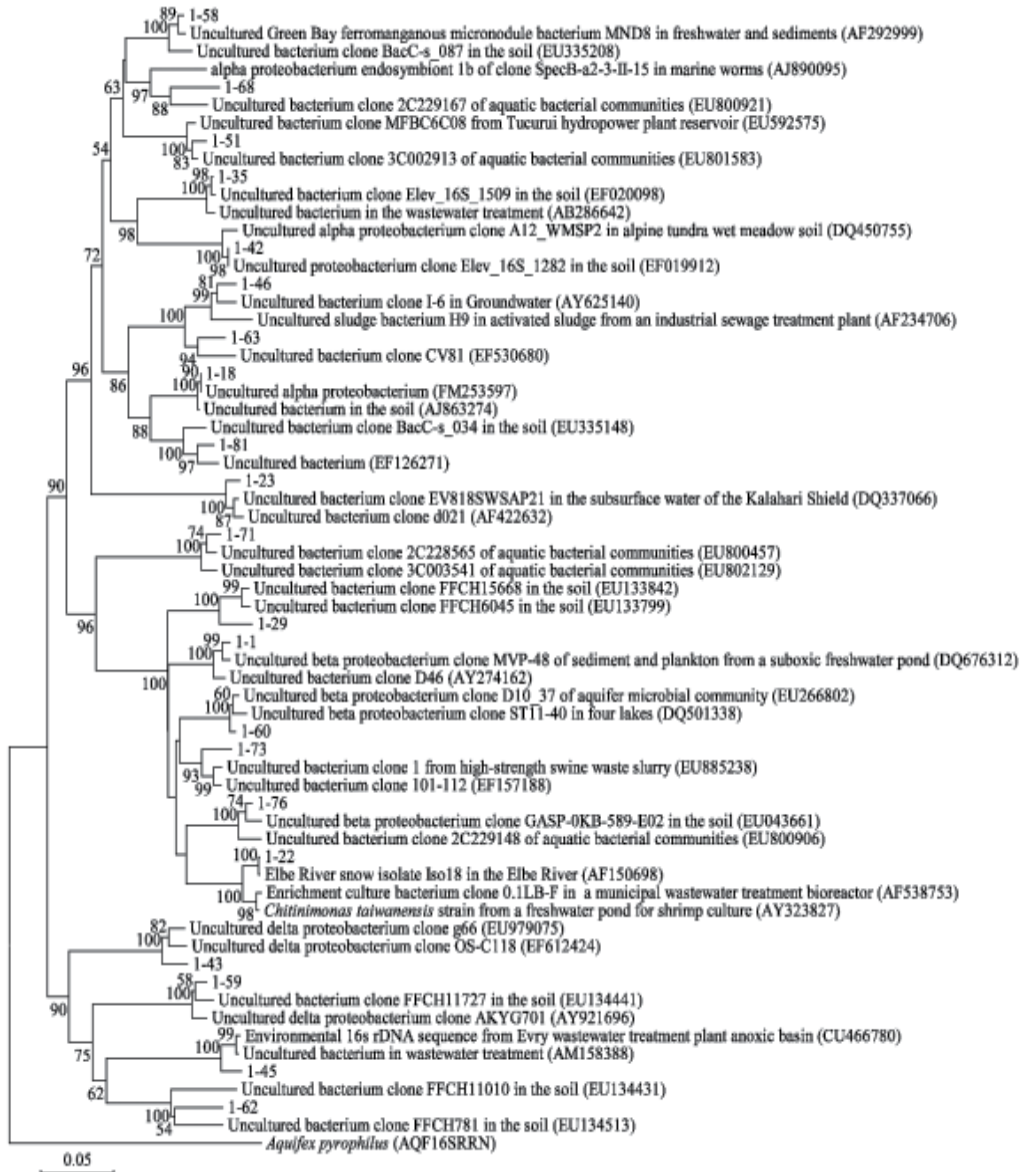 89 1-58
100 Uncultured Green Bay ferromanganous micronodule bacterium MND8 in freshwater and sediments (AF292999)
Uncultured bacterium clone BacC-s_087 in the soil (EU335208)
alpha proteobacterium endosymbiont 1b of clone SpecB-a2-3-II-15 in marine worms (AJ890095)
63 97 1-68
88 Uncultured bacterium clone 2C229167 of aquatic bacterial communities (EU800921)
Uncultured bacterium clone MFBC6C08 from Tucurui hydropower plant reservoir (EU592575)
54 100 1-51
83 Uncultured bacterium clone 3C002913 of aquatic bacterial communities (EU801583)
98 1-35
100 Uncultured bacterium clone Elev_16S_1509 in the soil (EF020098)
Uncultured bacterium in the wastewater treatment (AB286642)
98 Uncultured alpha proteobacterium clone A12_WMSP2 in alpine tundra wet meadow soil (DQ450755)
72 100 1-42
98 Uncultured proteobacterium clone Elev_16S_1282 in the soil (EF019912)
81 1-46
99 Uncultured bacterium clone I-6 in Groundwater (AY625140)
100 Uncultured sludge bacterium H9 in activated sludge from an industrial sewage treatment plant (AF234706)
1-63
94 Uncultured bacterium clone CV81 (EF530680)
96 86 90 1-18
100 Uncultured alpha proteobacterium (FM253597)
Uncultured bacterium in the soil (AJ863274)
88 Uncultured bacterium clone BacC-s_034 in the soil (EU335148)
100 1-81
97 Uncultured bacterium (EF126271)
90 1-23
100 Uncultured bacterium clone EV818SWSAP21 in the subsurface water of the Kalahari Shield (DQ337066)
87 Uncultured bacterium clone d021 (AF422632)
74 1-71
100 Uncultured bacterium clone 2C228565 of aquatic bacterial communities (EU800457)
Uncultured bacterium clone 3C003541 of aquatic bacterial communities (EU802129)
99 Uncultured bacterium clone FFCH15668 in the soil (EU133842)
100 Uncultured bacterium clone FFCH6045 in the soil (EU133799)
96 1-29
99 1-1
100 Uncultured beta proteobacterium clone MVP-48 of sediment and plankton from a suboxic freshwater pond (DQ676312)
100 Uncultured bacterium clone D46 (AY274162)
60 Uncultured beta proteobacterium clone D10_37 of aquifer microbial community (EU266802)
100 Uncultured beta proteobacterium clone ST11-40 in four lakes (DQ501338)
1-60
1-73
93 Uncultured bacterium clone 1 from high-strength swine waste slurry (EU885238)
99 Uncultured bacterium clone 101-112 (EF157188)
74 1-76
100 Uncultured beta proteobacterium clone GASP-0KB-589-E02 in the soil (EU043661)
Uncultured bacterium clone 2C229148 of aquatic bacterial communities (EU800906)
100 1-22
Elbe River snow isolate Iso18 in the Elbe River (AF150698)
100 Enrichment culture bacterium clone 0.1LB-F in a municipal wastewater treatment bioreactor (AF538753)
98 Chitinimonas taiwanensis strain from a freshwater pond for shrimp culture (AY323827)
82 Uncultured delta proteobacterium clone g66 (EU979075)
100 Uncultured delta proteobacterium clone OS-C118 (EF612424)
1-43
58 1-59
100 Uncultured bacterium clone FFCH11727 in the soil (EU134441)
90 Uncultured delta proteobacterium clone AKYG701 (AY921696)
99 Environmental 16s rDNA sequence from Evry wastewater treatment plant anoxic basin (CU466780)
75 100 Uncultured bacterium in wastewater treatment (AM158388)
1-45
62 Uncultured bacterium clone FFCH11010 in the soil (EU134431)
100 1-62
54 Uncultured bacterium clone FFCH781 in the soil (EU134513)
Aquifex pyrophilus (AQF16SRRN)
0.05